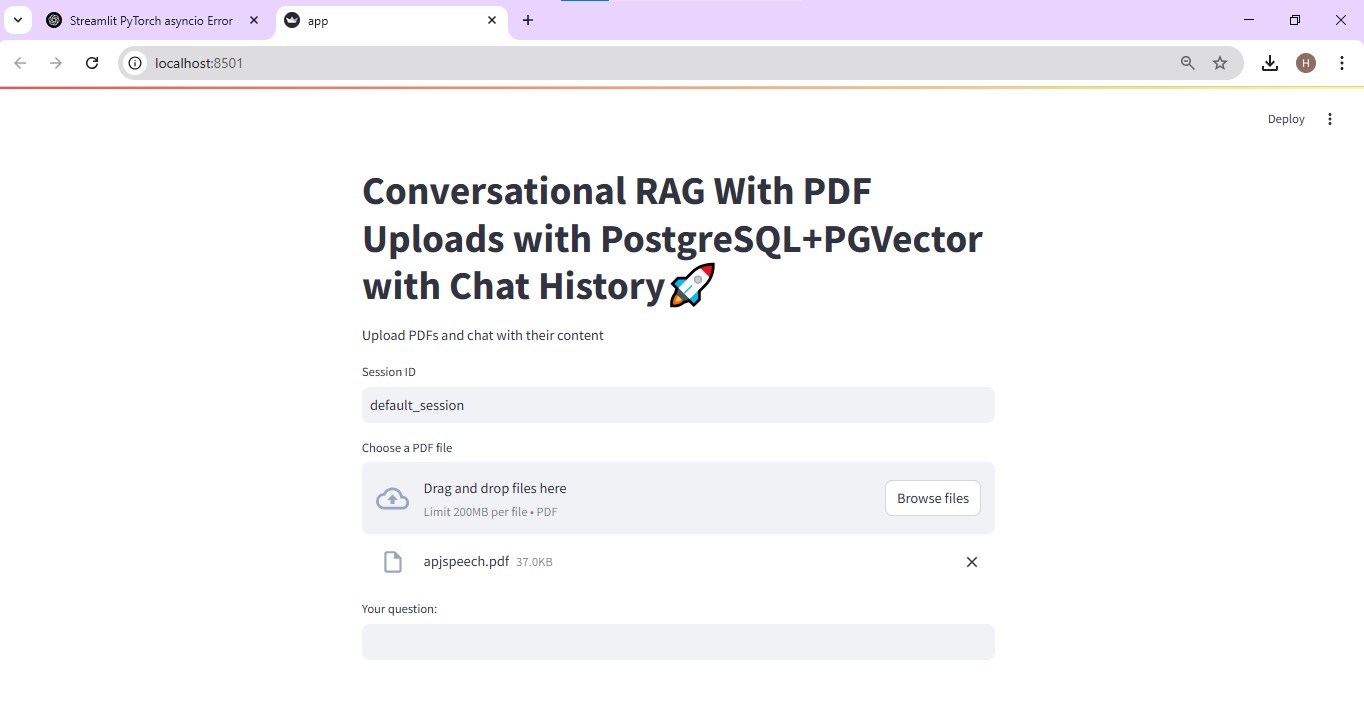 Streamlit PyTorch asyncio Error
app
localhost:8501
H
Deploy
Conversational RAG With PDF
Uploads with PostgreSQL+PGVector
with Chat History🚀
Upload PDFs and chat with their content
Session ID
default_session
Choose a PDF file
Drag and drop files here
Limit 200MB per file • PDF
Browse files
apjspeech.pdf 37.0KB
Your question: